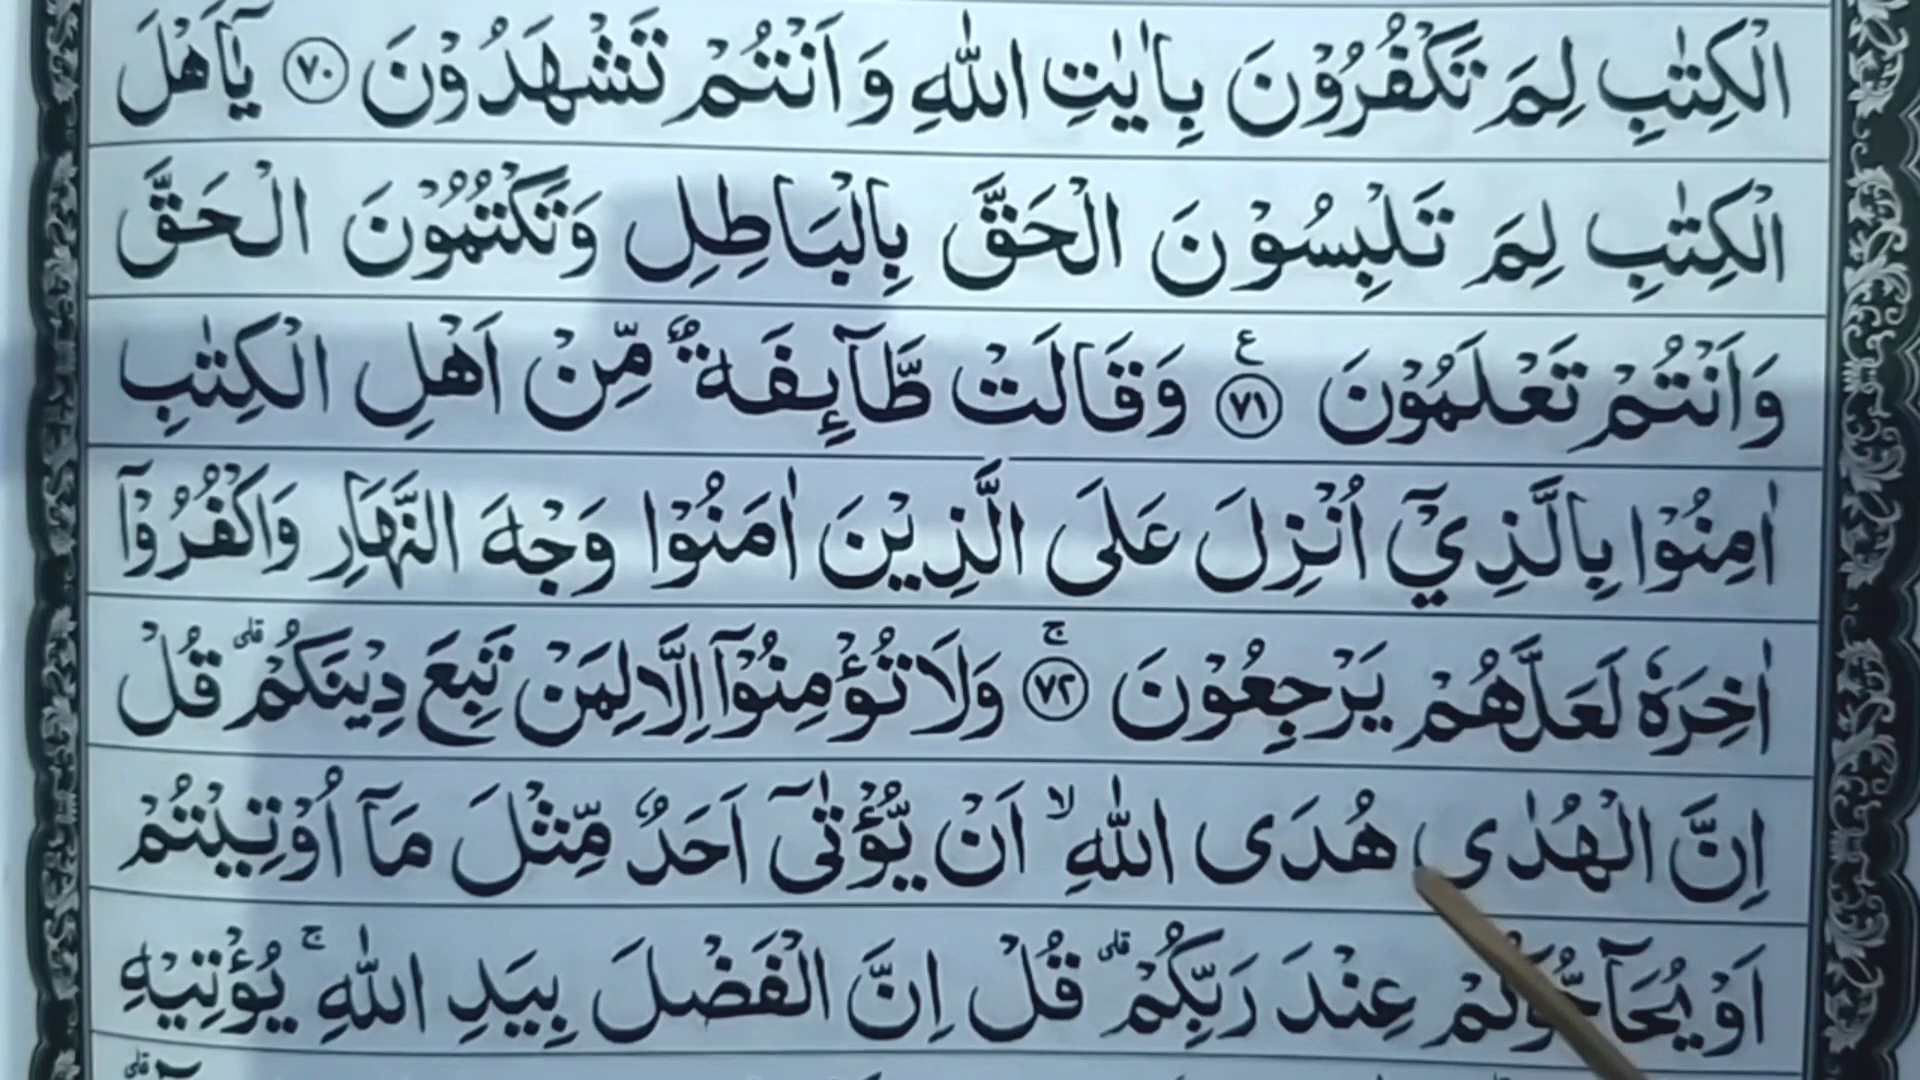 الْكِتٰبِ لِمَ تَكْفُرُوْنَ بِاٰيٰتِ اللّٰهِ وَ اَنْتُمْ تَشْهَدُوْنَ ﴿٧٠﴾ يٰۤاَهْلَ
الْكِتٰبِ لِمَ تَلْبِسُوْنَ الْحَقَّ بِالْبَاطِلِ وَتَكْتُمُوْنَ الْحَقَّ
وَاَنْتُمْ تَعْلَمُوْنَ ﴿٧١﴾ ع وَقَالَتْ طَّآىِٕفَةٌ مِّنْ اَهْلِ الْكِتٰبِ
اٰمِنُوْا بِالَّذِيْۤ اُنْزِلَ عَلَى الَّذِيْنَ اٰمَنُوْا وَجْهَ النَّهَارِ وَاكْفُرُوْۤا
اٰخِرَهٗ لَعَلَّهُمْ يَرْجِعُوْنَ ﴿٧٢﴾ ۚ وَلَا تُؤْمِنُوْۤا اِلَّا لِمَنْ تَبِعَ دِيْنَكُمْ ۗ قُلْ
اِنَّ الْهُدٰى هُدَى اللّٰهِ ۙ اَنْ يُّؤْتٰۤى اَحَدٌ مِّثْلَ مَاۤ اُوْتِيْتُمْ
اَوْ يُحَآجُّوْكُمْ عِنْدَ رَبِّكُمْ ۗ قُلْ اِنَّ الْفَضْلَ بِيَدِ اللّٰهِ ۚ يُؤْتِيْهِ